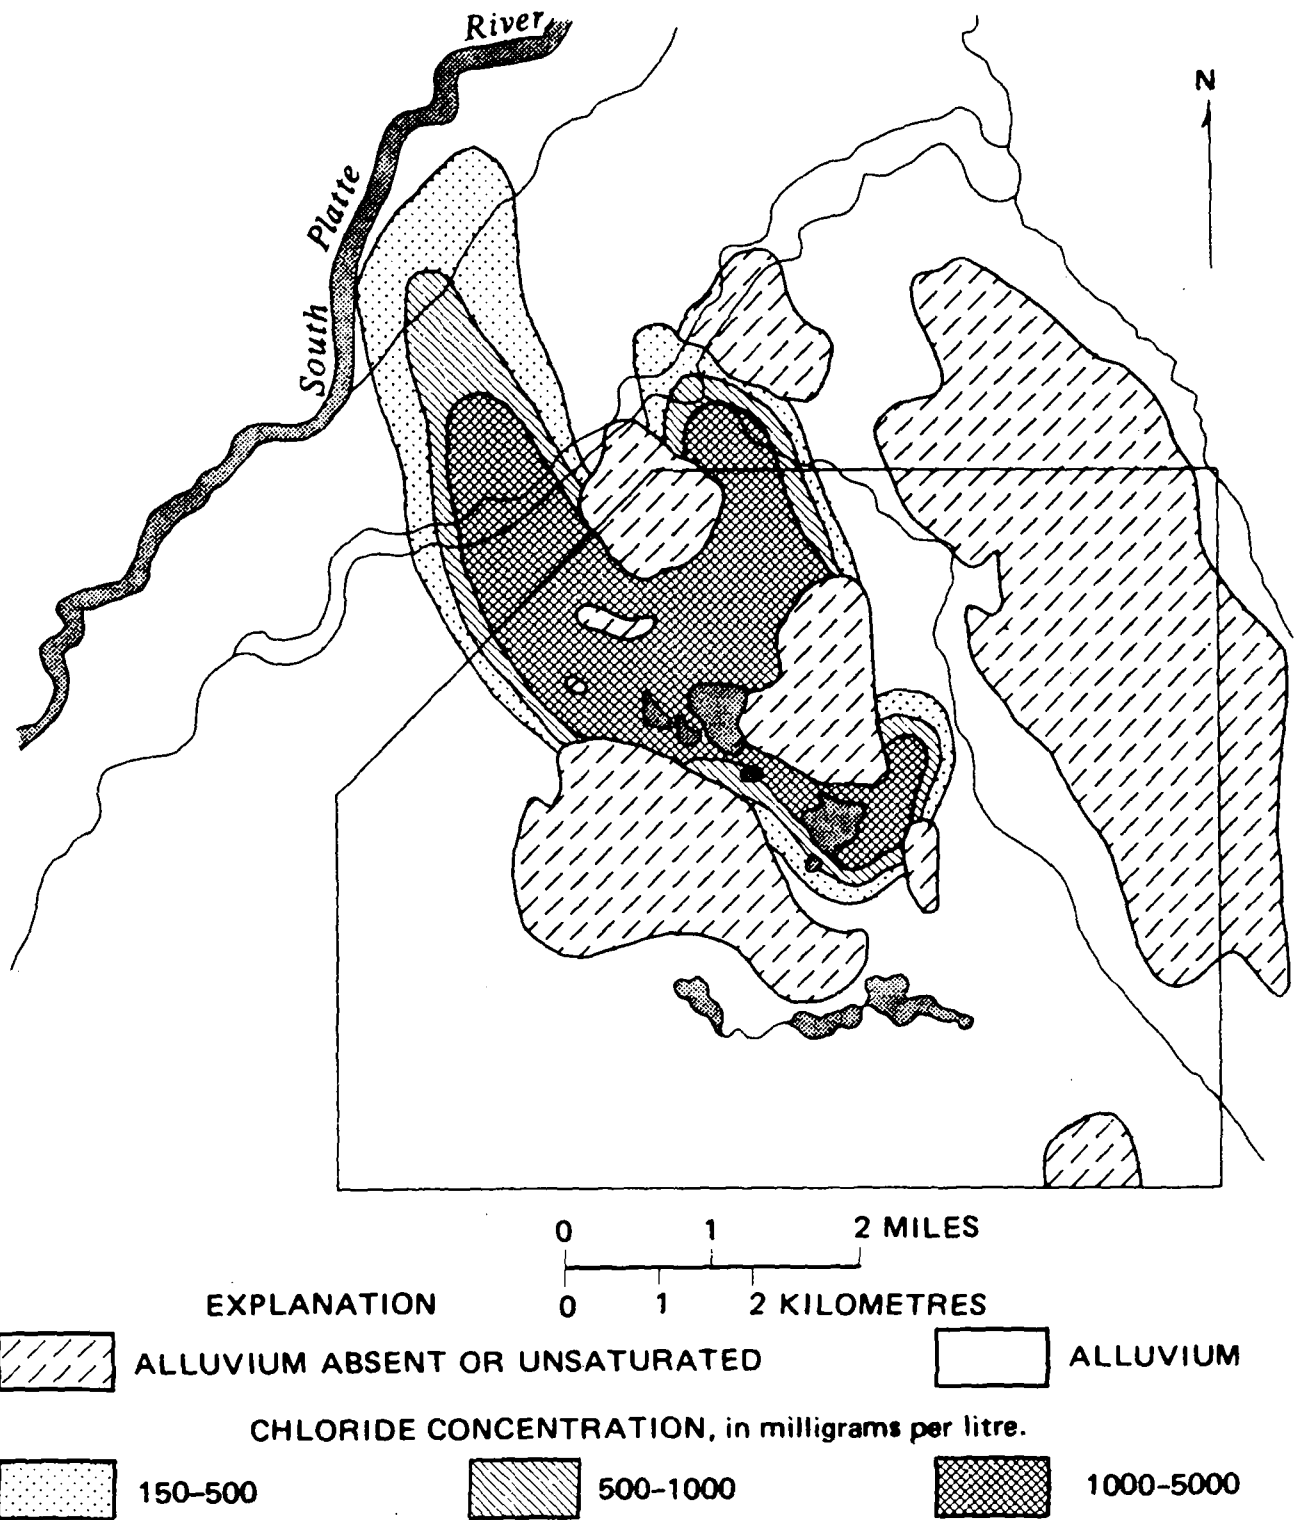 River
N
Platte
South
0 1 2 MILES
0 1 2 KILOMETRES
EXPLANATION
ALLUVIUM ABSENT OR UNSATURATED
ALLUVIUM
CHLORIDE CONCENTRATION, in milligrams per litre.
150-500
500-1000
1000-5000